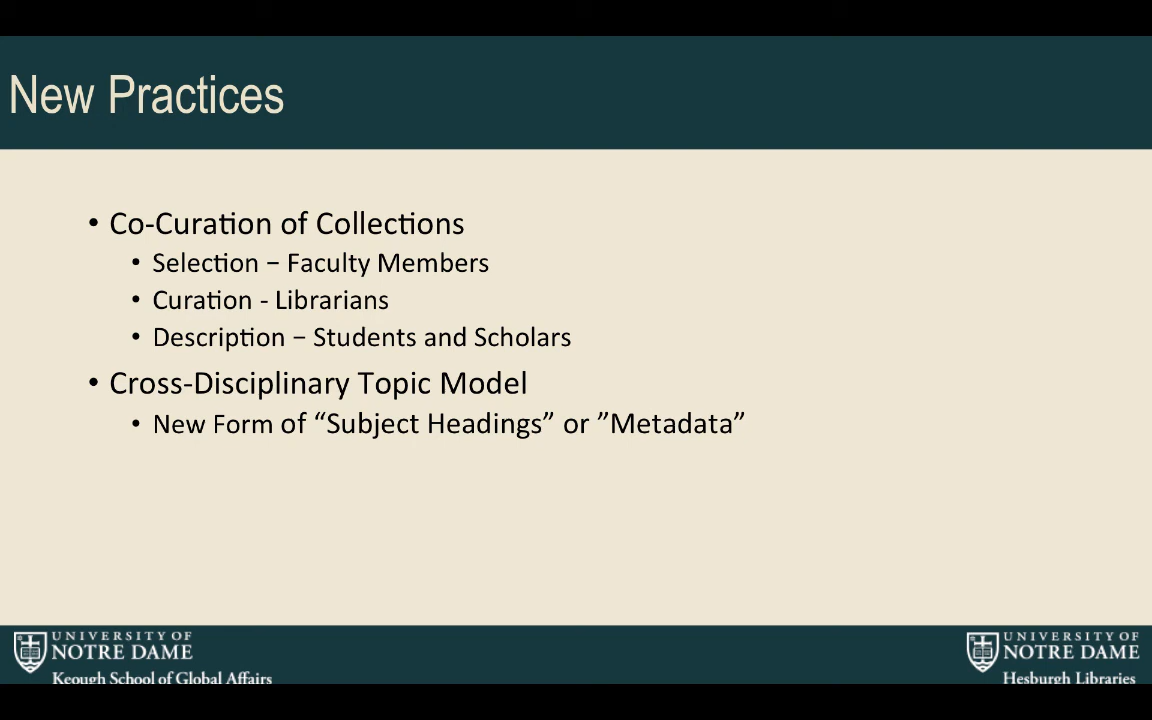 New Practices
• Co-Curation of Collections
• Selection – Faculty Members
• Curation - Librarians
• Description – Students and Scholars
• Cross-Disciplinary Topic Model
• New Form of “Subject Headings” or ”Metadata”
UNIVERSITY OF
NOTRE DAME
Keough School of Global Affairs
UNIVERSITY OF
NOTRE DAME
Hesburgh Libraries